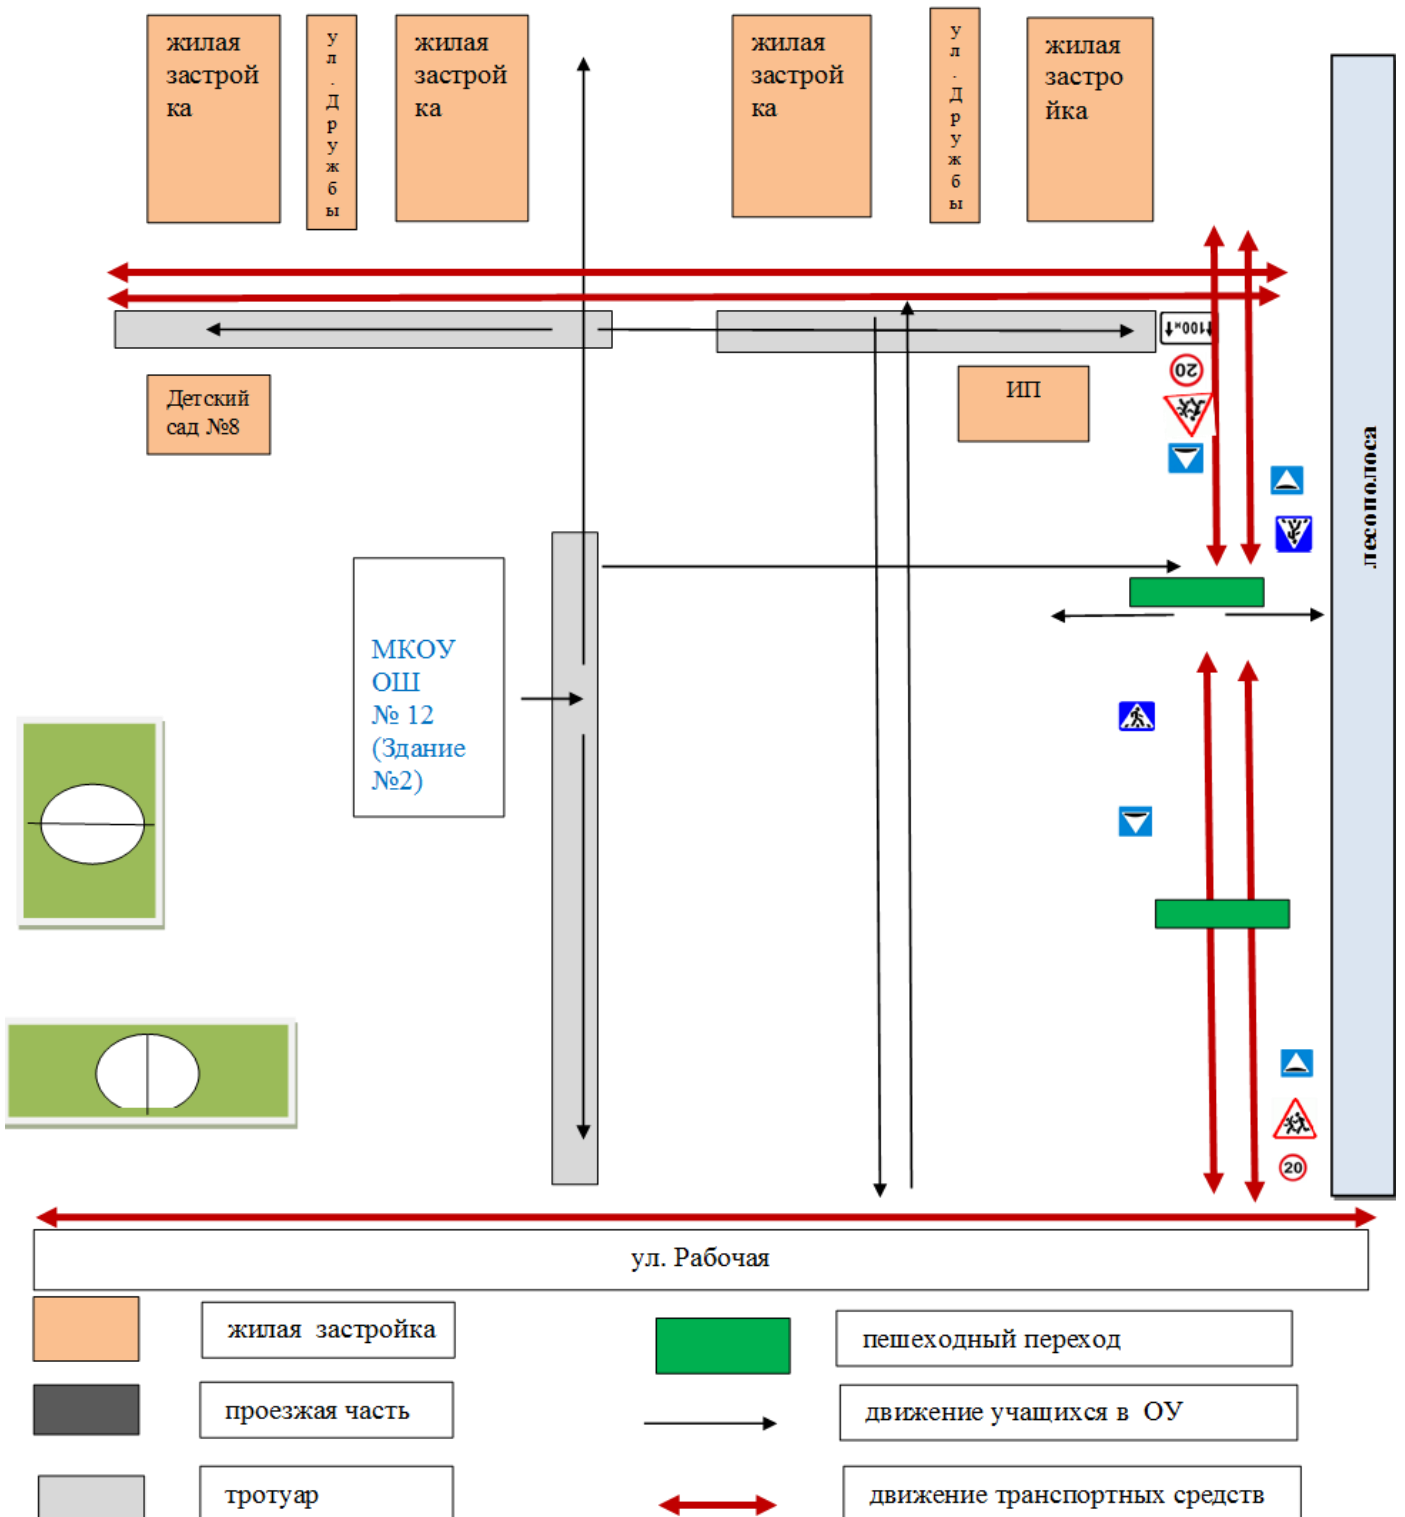 жилая
застрой
ка
ул. Дружбы
жилая
застрой
ка
жилая
застрой
ка
ул. Дружбы
жилая
застро
йка
100 м
20
Детский
сад №8
ИП
лесополоса
МКОУ
ОШ
№ 12
(Здание
№2)
20
ул. Рабочая
жилая застройка
пешеходный переход
проезжая часть
движение учащихся в ОУ
тротуар
движение транспортных средств